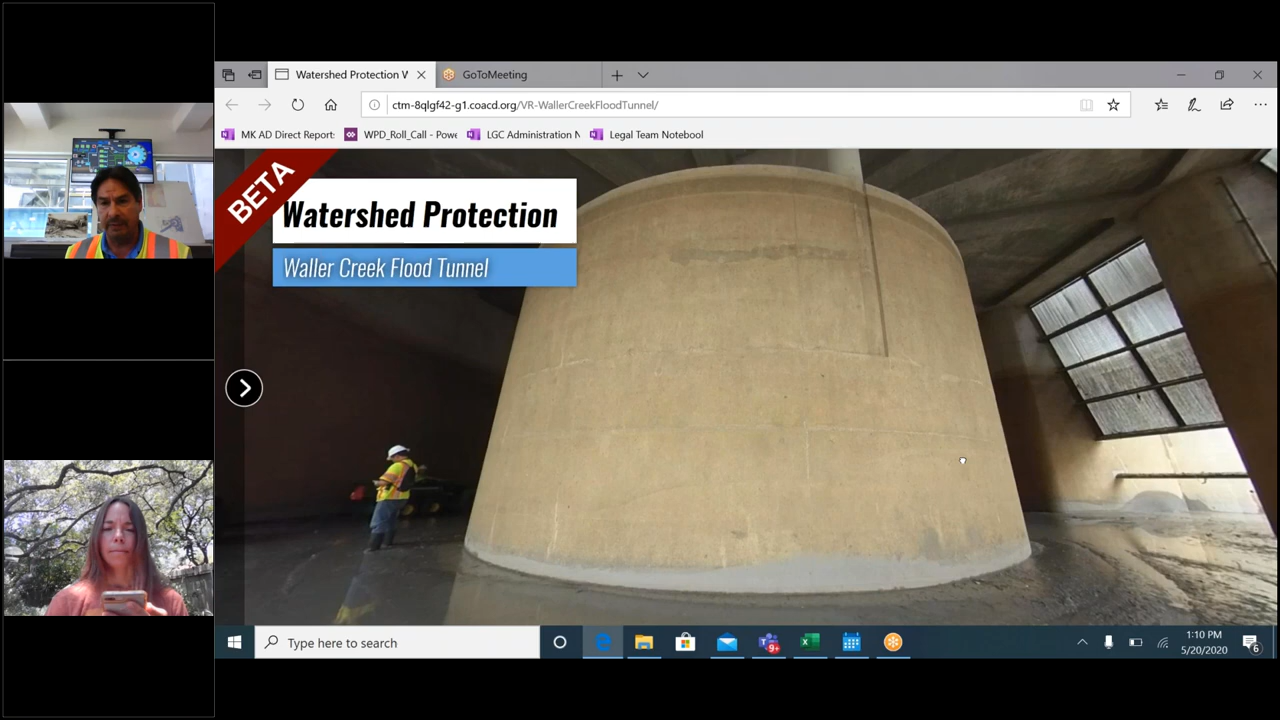 Watershed Protection W
GoToMeeting
ctm-8qlgf42-g1.coacd.org/VR-WallerCreekFloodTunnel/
MK AD Direct Report:
WPD_Roll_Call - Powe
LGC Administration N
Legal Team Notebool
BETA
Watershed Protection
Waller Creek Flood Tunnel
Type here to search
9+
1:10 PM
5/20/2020
6